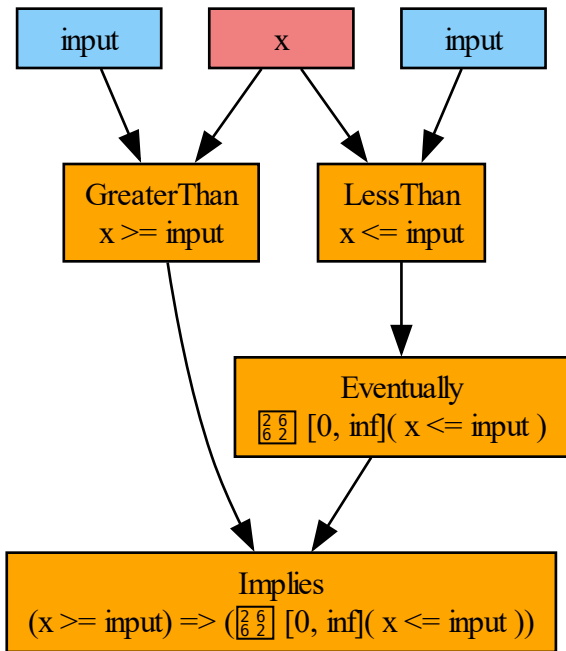 input
x
input
GreaterThan
x >= input
LessThan
x <= input
Eventually
♢ [0, inf]( x <= input )
Implies
(x >= input) => (♢ [0, inf]( x <= input ))